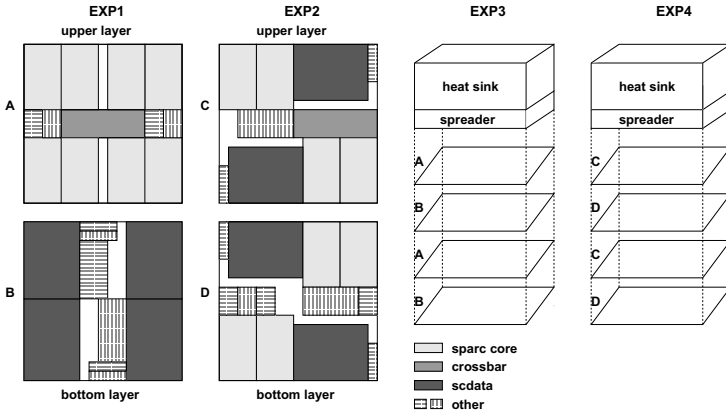 EXP1 EXP2 EXP3 EXP4
upper layer upper layer
A C
heat sink heat sink
spreader spreader
A C
B D
B D A C
B D
sparc core
crossbar
scdata
other
bottom layer bottom layer